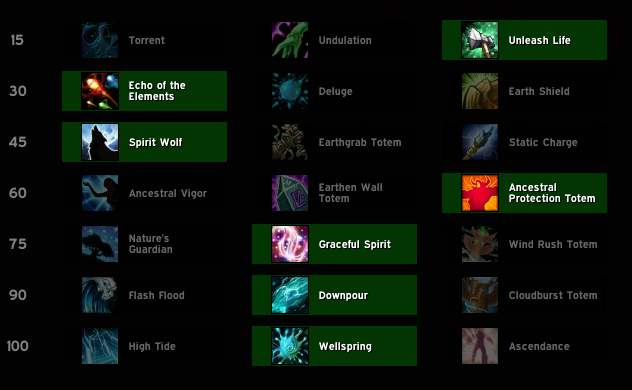 15 Torrent Undulation Unleash Life
30 Echo of the Elements Deluge Earth Shield
45 Spirit Wolf Earthgrab Totem Static Charge
60 Ancestral Vigor Earthen Wall Totem Ancestral Protection Totem
75 Nature's Guardian Graceful Spirit Wind Rush Totem
90 Flash Flood Downpour Cloudburst Totem
100 High Tide Wellspring Ascendance